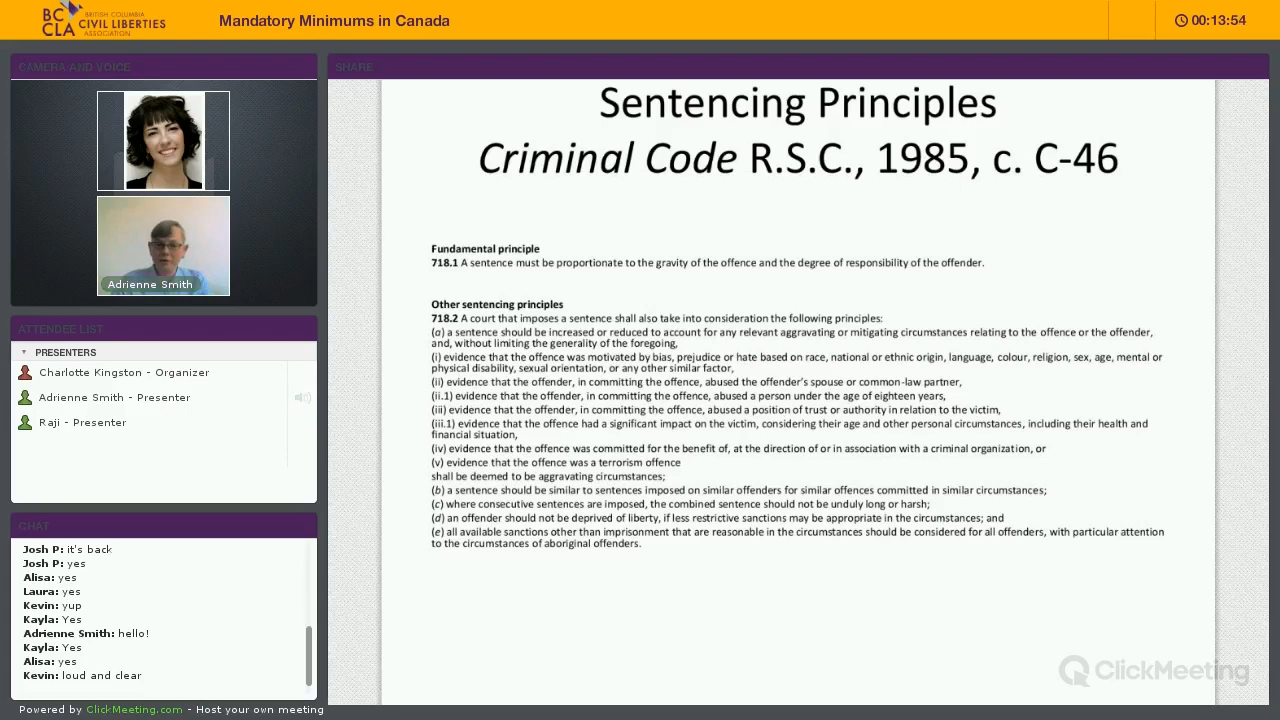 BC
CLA
BRITISH COLUMBIA
CIVIL LIBERTIES
ASSOCIATION
Mandatory Minimums in Canada
00:13:54
CAMERA AND VOICE
Adrienne Smith
ATTENDEE LIST
PRESENTERS
Charlotte Kingston - Organizer
Adrienne Smith - Presenter
Raji - Presenter
CHAT
Josh P: it's back
Josh P: yes
Alisa: yes
Laura: yes
Kevin: yup
Kayla: Yes
Adrienne Smith: hello!
Kayla: Yes
Alisa: yes
Kevin: loud and clear
Powered by ClickMeeting.com - Host your own meeting
SHARE
Sentencing Principles
Criminal Code R.S.C., 1985, c. C-46
Fundamental principle
718.1 A sentence must be proportionate to the gravity of the offence and the degree of responsibility of the offender.
Other sentencing principles
718.2 A court that imposes a sentence shall also take into consideration the following principles:
(a) a sentence should be increased or reduced to account for any relevant aggravating or mitigating circumstances relating to the offence or the offender,
and, without limiting the generality of the foregoing,
(i) evidence that the offence was motivated by bias, prejudice or hate based on race, national or ethnic origin, language, colour, religion, sex, age, mental or
physical disability, sexual orientation, or any other similar factor,
(ii) evidence that the offender, in committing the offence, abused the offender's spouse or common-law partner,
(ii.1) evidence that the offender, in committing the offence, abused a person under the age of eighteen years,
(iii) evidence that the offender, in committing the offence, abused a position of trust or authority in relation to the victim,
(iii.1) evidence that the offence had a significant impact on the victim, considering their age and other personal circumstances, including their health and
financial situation,
(iv) evidence that the offence was committed for the benefit of, at the direction of or in association with a criminal organization, or
(v) evidence that the offence was a terrorism offence
shall be deemed to be aggravating circumstances;
(b) a sentence should be similar to sentences imposed on similar offenders for similar offences committed in similar circumstances;
(c) where consecutive sentences are imposed, the combined sentence should not be unduly long or harsh;
(d) an offender should not be deprived of liberty, if less restrictive sanctions may be appropriate in the circumstances; and
(e) all available sanctions other than imprisonment that are reasonable in the circumstances should be considered for all offenders, with particular attention
to the circumstances of aboriginal offenders.
ClickMeeting